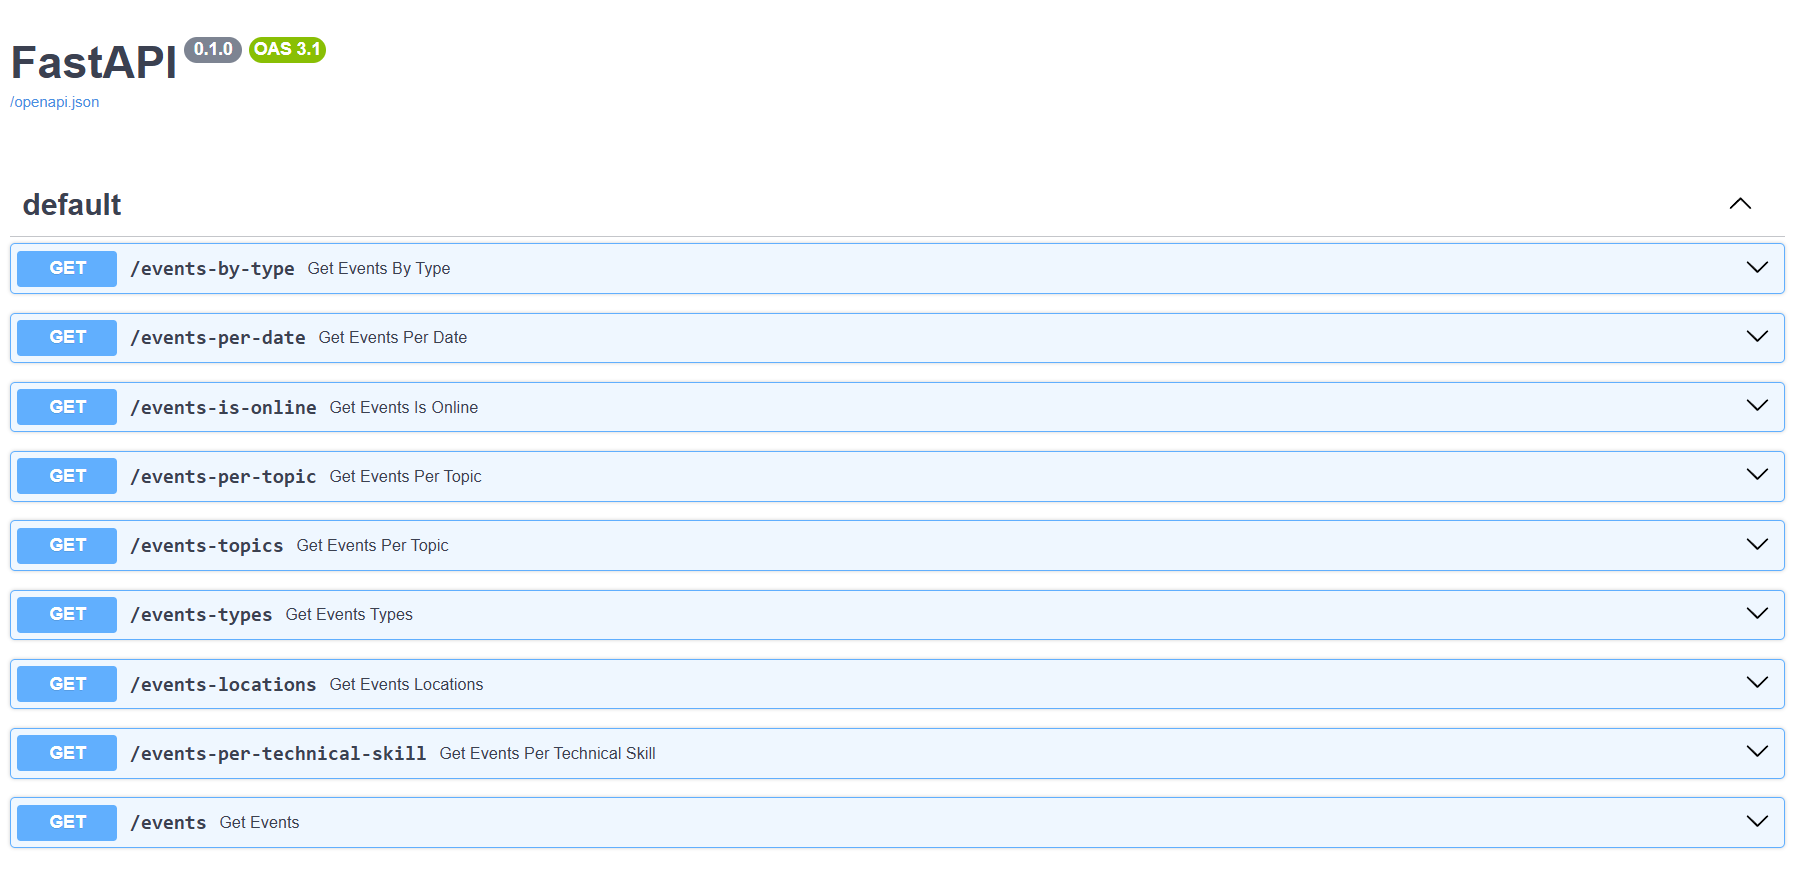 FastAPI 0.1.0 OAS 3.1
/openapi.json
default
GET /events-by-type Get Events By Type
GET /events-per-date Get Events Per Date
GET /events-is-online Get Events Is Online
GET /events-per-topic Get Events Per Topic
GET /events-topics Get Events Per Topic
GET /events-types Get Events Types
GET /events-locations Get Events Locations
GET /events-per-technical-skill Get Events Per Technical Skill
GET /events Get Events